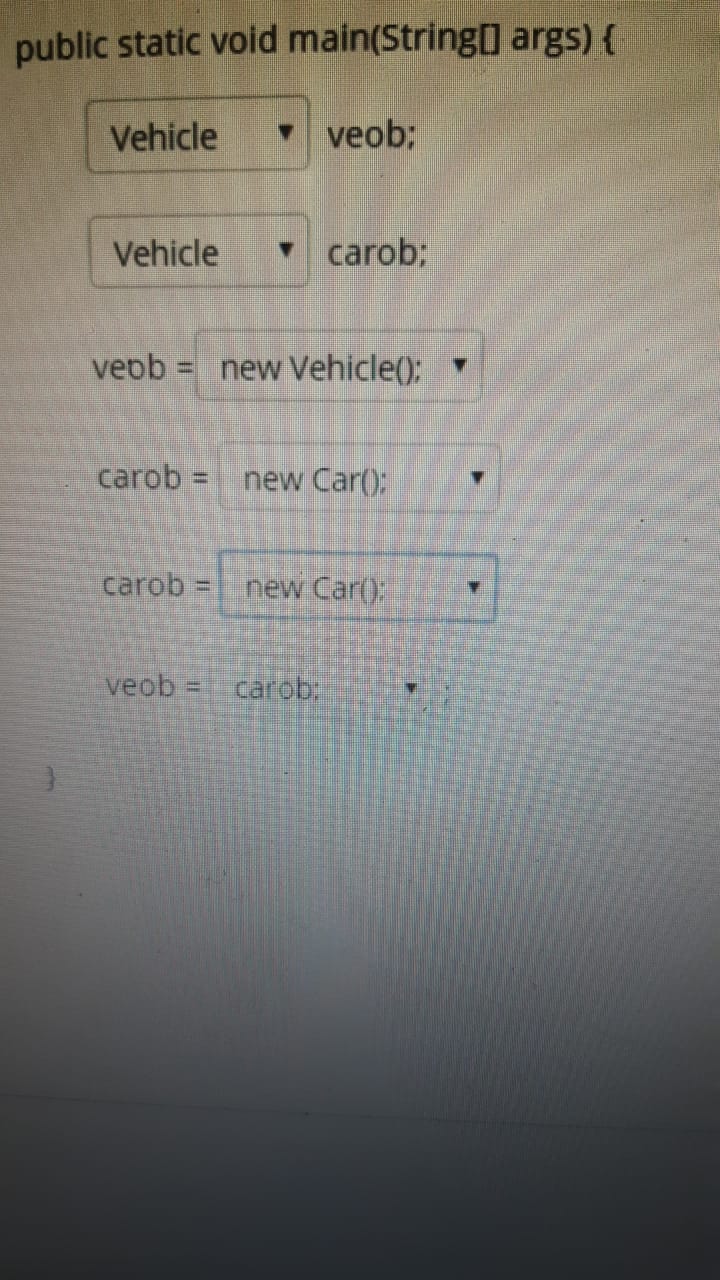 public static void main(String[] args) {
Vehicle ▼ veob;
Vehicle ▼ carob;
veob = new Vehicle(); ▼
carob = new Car(); ▼
carob = new Car(); ▼
veob = carob; ▼ ;
}